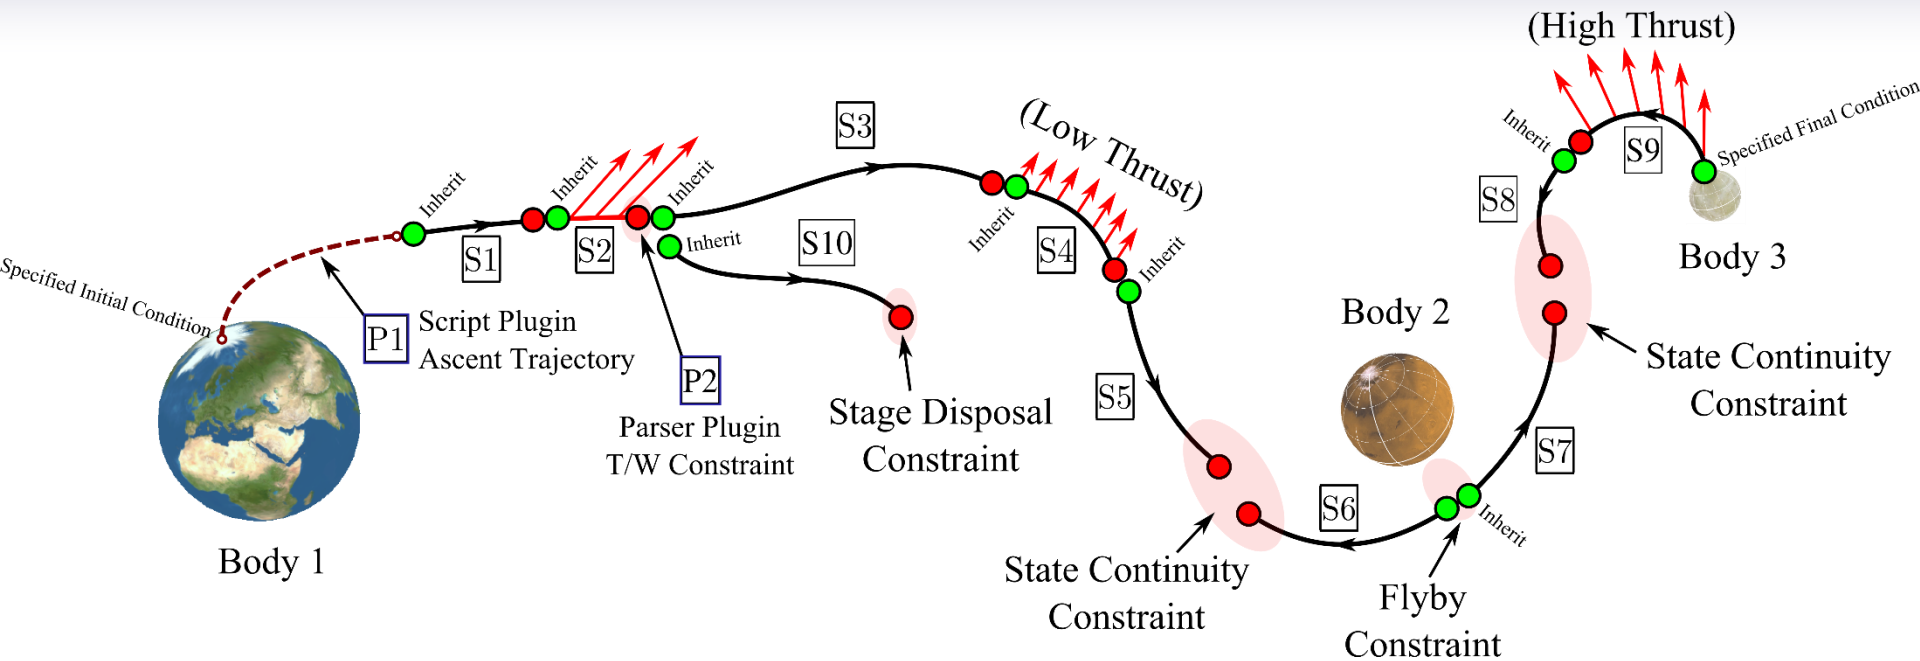 (High Thrust)
Specified Initial Condition
Inherit
S1
Inherit
S2
Inherit
Inherit
S3
S10
(Low Thrust)
Inherit
S4
Inherit
P1
Script Plugin
Ascent Trajectory
P2
Parser Plugin
T/W Constraint
Stage Disposal
Constraint
S5
State Continuity
Constraint
S6
Flyby
Constraint
Inherit
S7
Body 1
Body 2
Body 3
State Continuity
Constraint
S8
Inherit
S9
Specified Final Condition